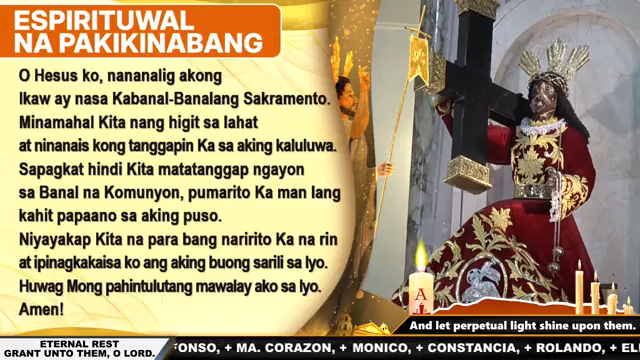 ESPIRITUWAL
NA PAKIKINABANG
O Hesus ko, nananalig akong
Ikaw ay nasa Kabanal-Banalang Sakramento.
Minamahal Kita nang higit sa lahat
at ninanais kong tanggapin Ka sa aking kaluluwa.
Sapagkat hindi Kita matatanggap ngayon
sa Banal na Komunyon, pumarito Ka man lang
kahit papaano sa aking puso.
Niyayakap Kita na para bang naririto Ka na rin
at ipinagkakaisa ko ang aking buong sarili sa Iyo.
Huwag Mong pahintulutang mawalay ako sa Iyo.
Amen!
A
And let perpetual light shine upon them.
ETERNAL REST
GRANT UNTO THEM, O LORD.
FONSO, + MA. CORAZON, + MONICO, + CONSTANCIA, + ROLANDO, + EL